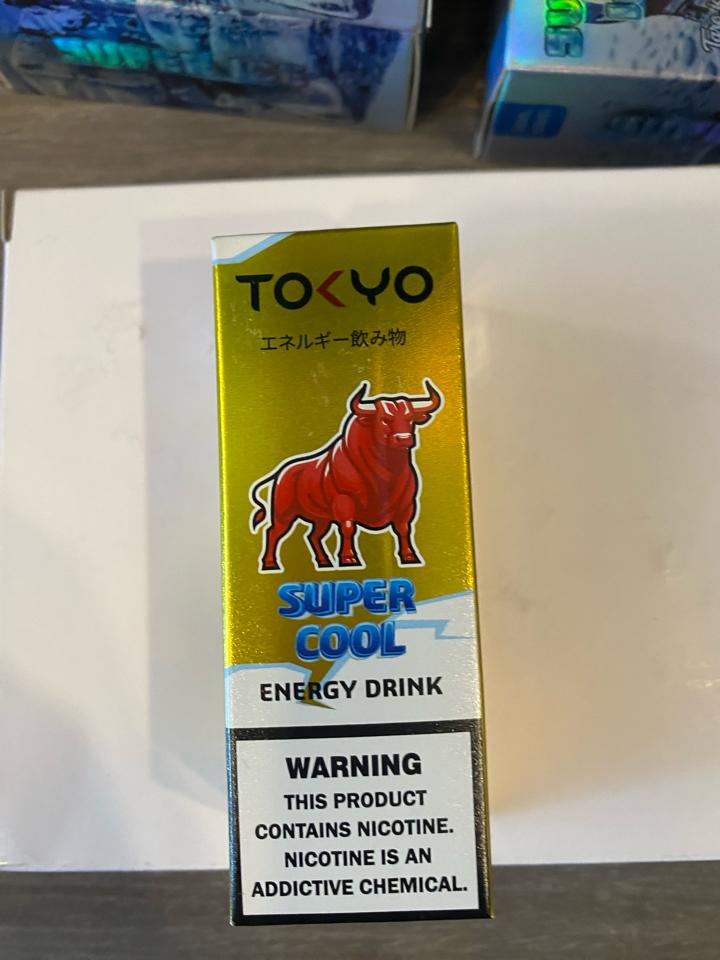 TOKYO
エネルギー飲み物
SUPER
COOL
ENERGY DRINK
WARNING
THIS PRODUCT
CONTAINS NICOTINE.
NICOTINE IS AN
ADDICTIVE CHEMICAL.